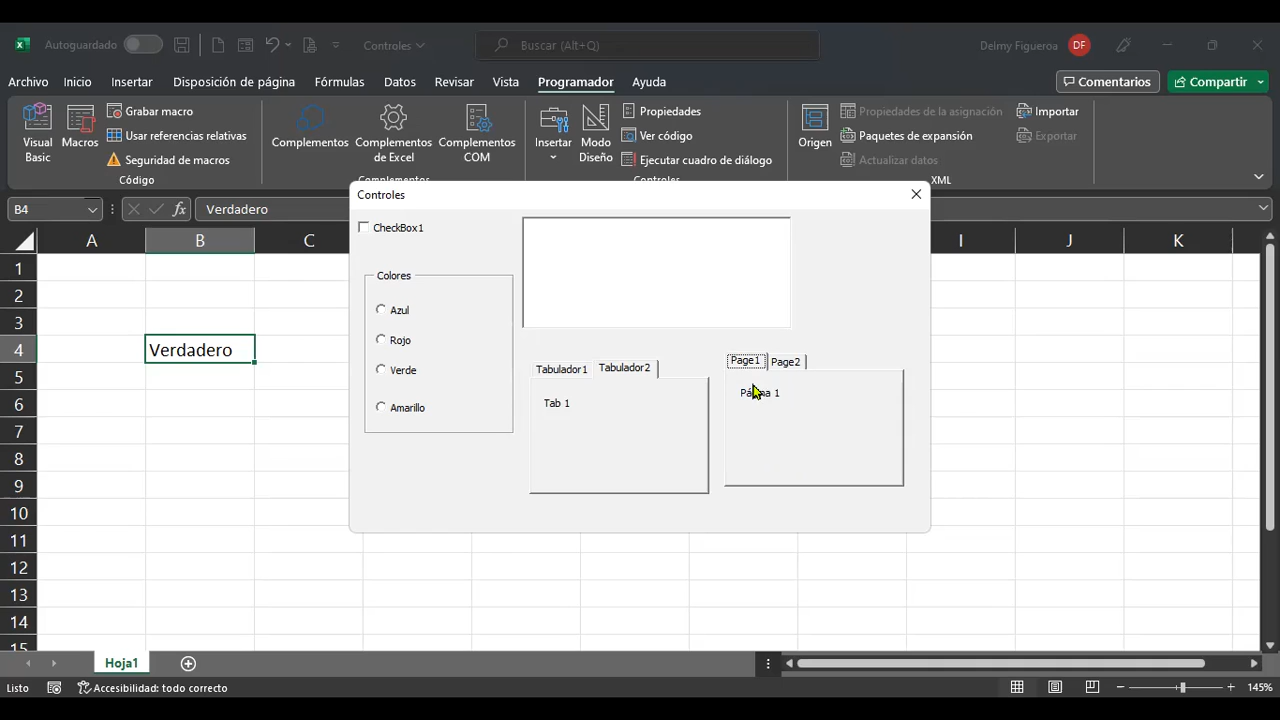 Autoguardado
Controles
Buscar (Alt+Q)
Delmy Figueroa
DF
Archivo
Inicio
Insertar
Disposición de página
Fórmulas
Datos
Revisar
Vista
Programador
Ayuda
Comentarios
Compartir
Visual Basic
Macros
Grabar macro
Usar referencias relativas
Seguridad de macros
Código
Complementos
Complementos de Excel
Complementos COM
Complementos
Insertar
Modo Diseño
Propiedades
Ver código
Ejecutar cuadro de diálogo
Controles
Origen
Propiedades de la asignación
Paquetes de expansión
Actualizar datos
Importar
Exportar
XML
B4
fx
Verdadero
A B C I J K
1
2
3
4 Verdadero
5
6
7
8
9
10
11
12
13
14
15
Controles
CheckBox1
Colores
Azul
Rojo
Verde
Amarillo
Tabulador1 Tabulador2
Tab 1
Page1 Page2
1
Hoja1
Listo
Accesibilidad: todo correcto
145%